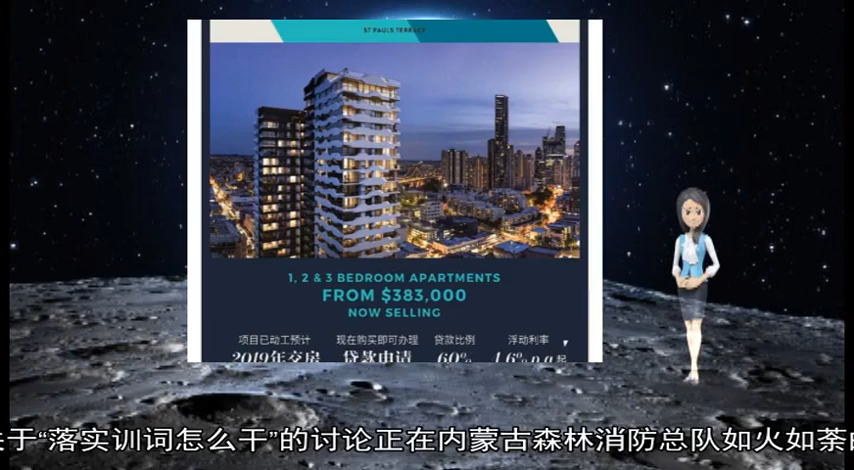 ST PAULS TERRACE
1, 2 & 3 BEDROOM APARTMENTS
FROM $383,000
NOW SELLING
项目已动工预计 现在购买即可办理 贷款比例 浮动利率
2019年交房 贷款申请 60% p.a 起
于“落实训词怎么干”的讨论正在内蒙古森林消防总队如火如荼